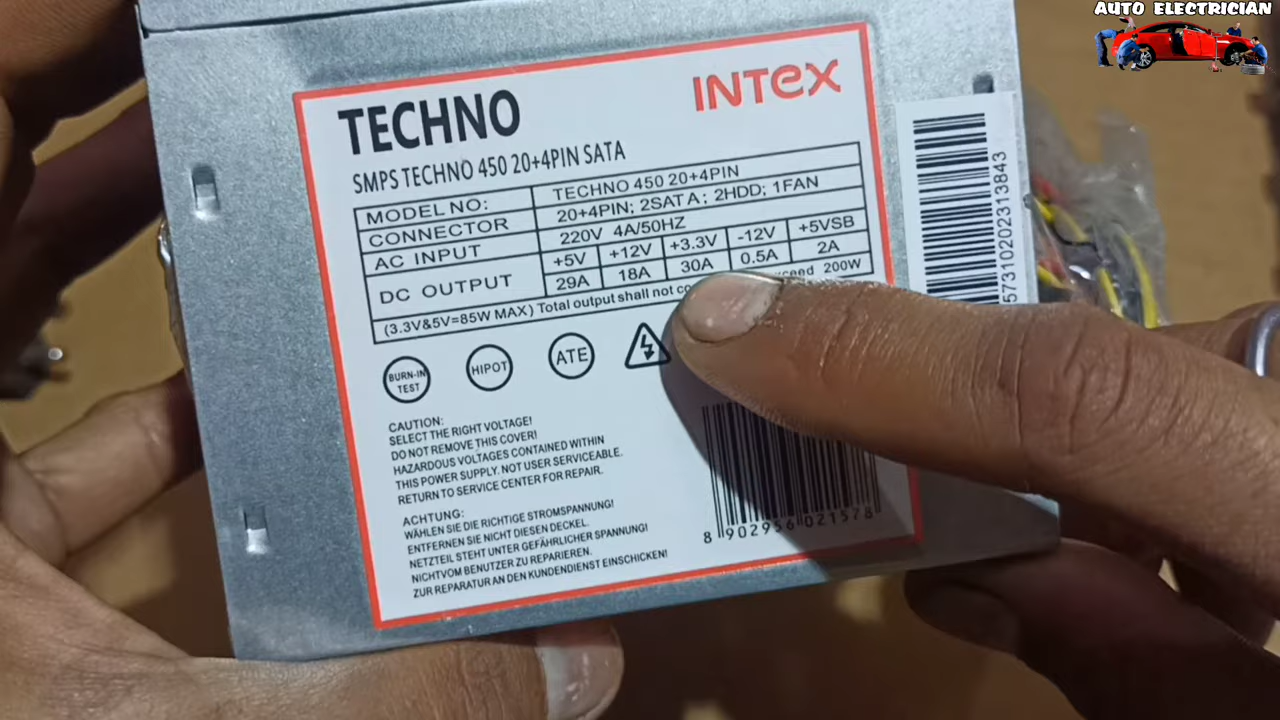 AUTO ELECTRICIAN
TECHNO
INTEX
SMPS TECHNO 450 20+4PIN SATA
MODEL NO: TECHNO 450 20+4PIN
CONNECTOR 20+4PIN; 2SATA; 2HDD; 1FAN
AC INPUT 220V 4A/50HZ
DC OUTPUT +5V +12V +3.3V -12V +5VSB
29A 18A 30A 0.5A 2A
(3.3V&5V=85W MAX) Total output shall not 200W
BURN-IN
TEST
HIPOT
ATE
CAUTION:
SELECT THE RIGHT VOLTAGE!
DO NOT REMOVE THIS COVER!
HAZARDOUS VOLTAGES CONTAINED WITHIN
THIS POWER SUPPLY. NOT USER SERVICEABLE.
RETURN TO SERVICE CENTER FOR REPAIR.
ACHTUNG:
WÄHLEN SIE DIE RICHTIGE STROMSPANNUNG!
ENTFERNEN SIE NICHT DIESEN DECKEL.
NETZTEIL STEHT UNTER GEFÄHRLICHER SPANNUNG!
NICHTVOM BENUTZER ZU REPARIEREN.
ZUR REPARATUR AN DEN KUNDENDIENST EINSCHICKEN!
8 902956 021578
573102023 13843